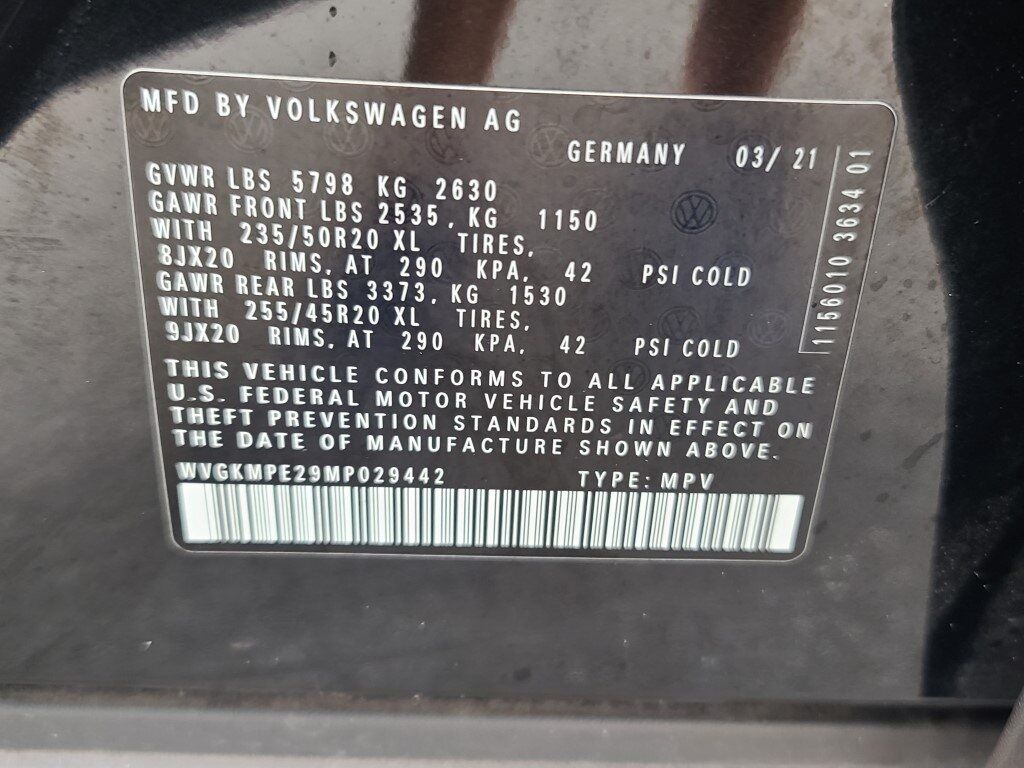 MFD BY VOLKSWAGEN AG
GERMANY 03/ 21
GVWR LBS 5798 KG 2630
GAWR FRONT LBS 2535, KG 1150
WITH 235/50R20 XL TIRES,
8JX20 RIMS, AT 290 KPA, 42 PSI COLD
GAWR REAR LBS 3373, KG 1530
WITH 255/45R20 XL TIRES,
9JX20 RIMS, AT 290 KPA, 42 PSI COLD
THIS VEHICLE CONFORMS TO ALL APPLICABLE
U.S. FEDERAL MOTOR VEHICLE SAFETY AND
THEFT PREVENTION STANDARDS IN EFFECT ON
THE DATE OF MANUFACTURE SHOWN ABOVE.
WVGKMPE29MP029442 TYPE: MPV
1156010 3634 01